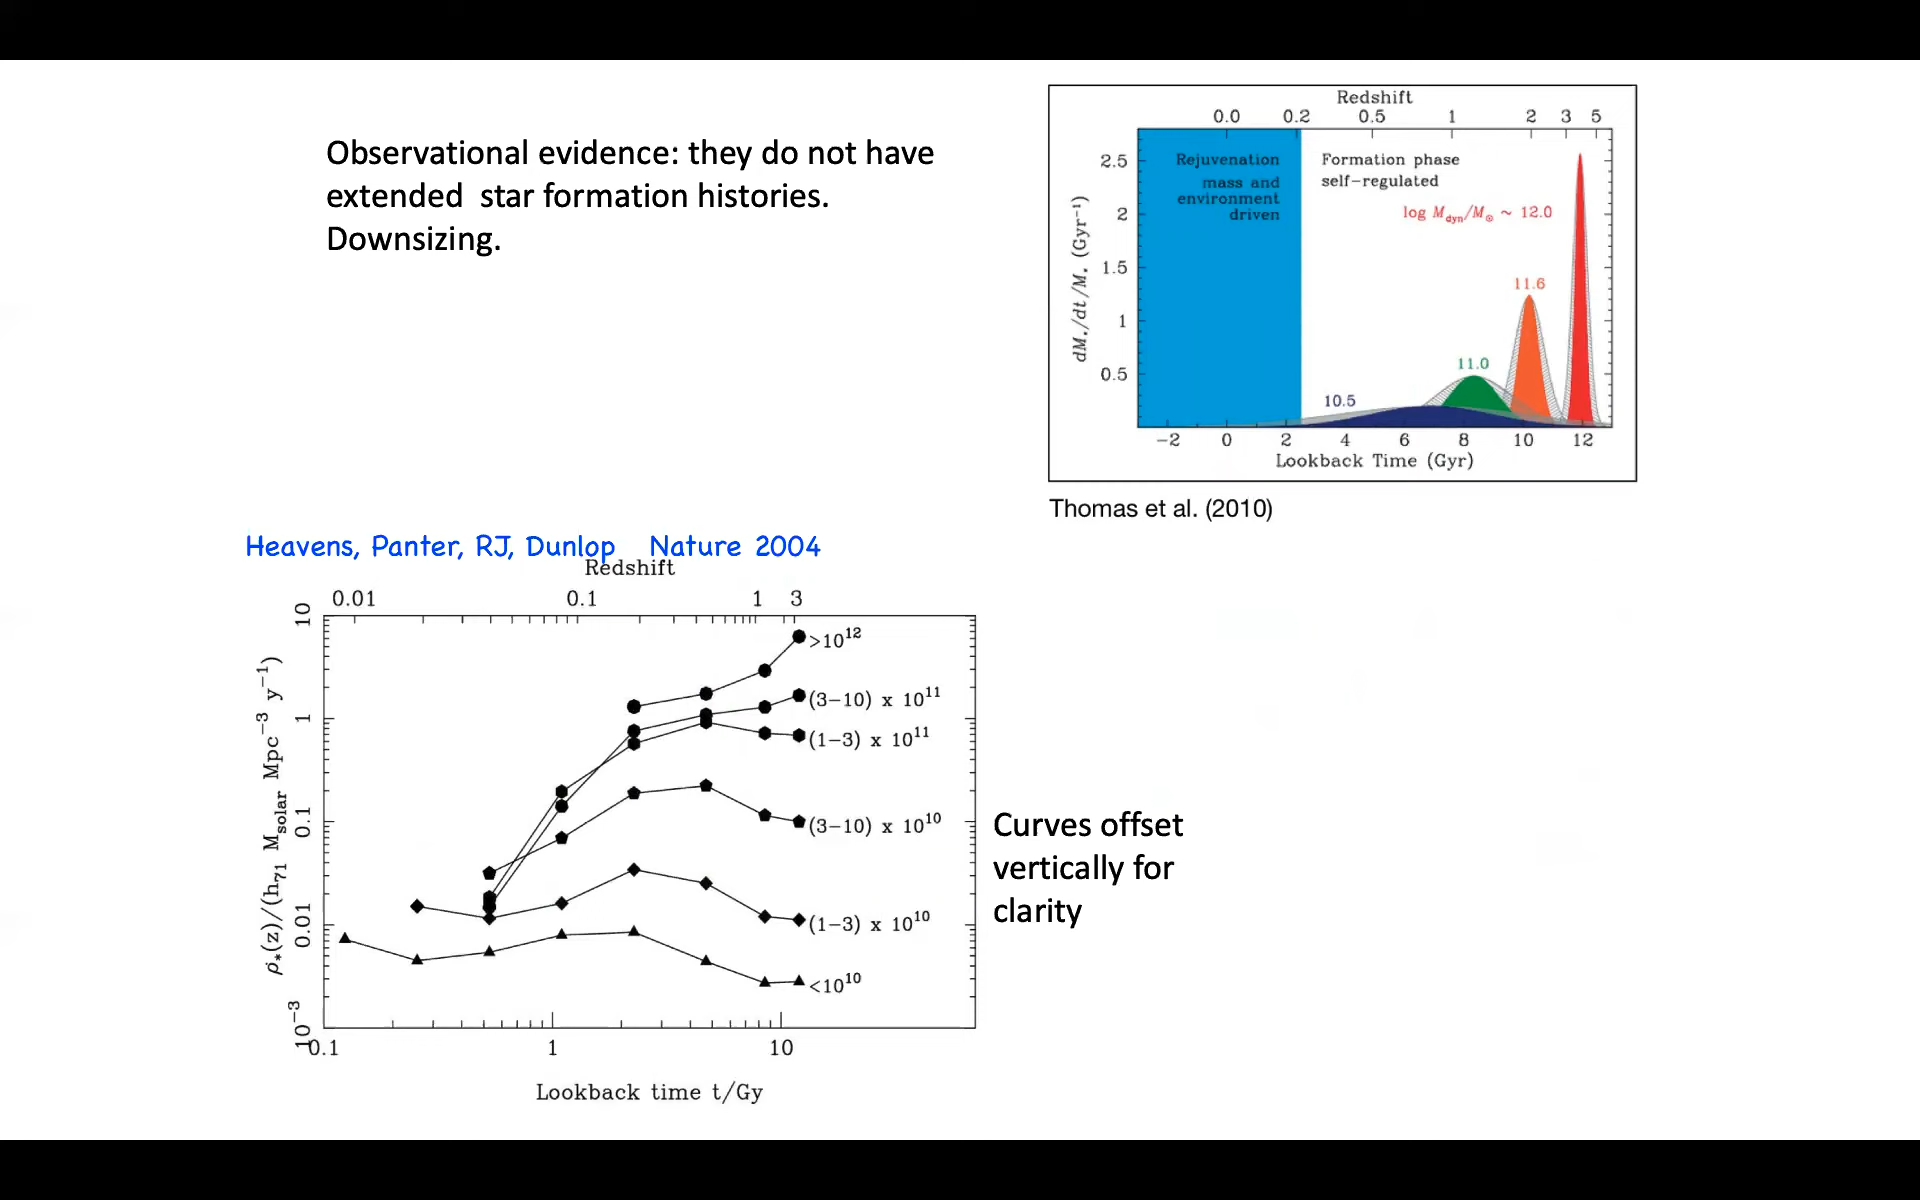 Observational evidence: they do not have
extended  star formation histories.
Downsizing.
Redshift
0.0 0.2 0.5 1 2 3 5
Rejuvenation
mass and
environment
driven
Formation phase
self-regulated
log M_dyn/M_⊙ ~ 12.0
11.6
11.0
10.5
dM_*/dt/M_* (Gyr⁻¹)
2.5
2
1.5
1
0.5
−2 0 2 4 6 8 10 12
Lookback Time (Gyr)
Thomas et al. (2010)
Heavens, Panter, RJ, Dunlop   Nature 2004
Redshift
0.01 0.1 1 3
ρ̇_*(z)/(h₇₁ M_solar Mpc⁻³ y⁻¹)
10
1
0.1
0.01
10⁻³
>10¹²
(3−10) x 10¹¹
(1−3) x 10¹¹
(3−10) x 10¹⁰
(1−3) x 10¹⁰
<10¹⁰
0.1 1 10
Lookback time t/Gy
Curves offset
vertically for
clarity